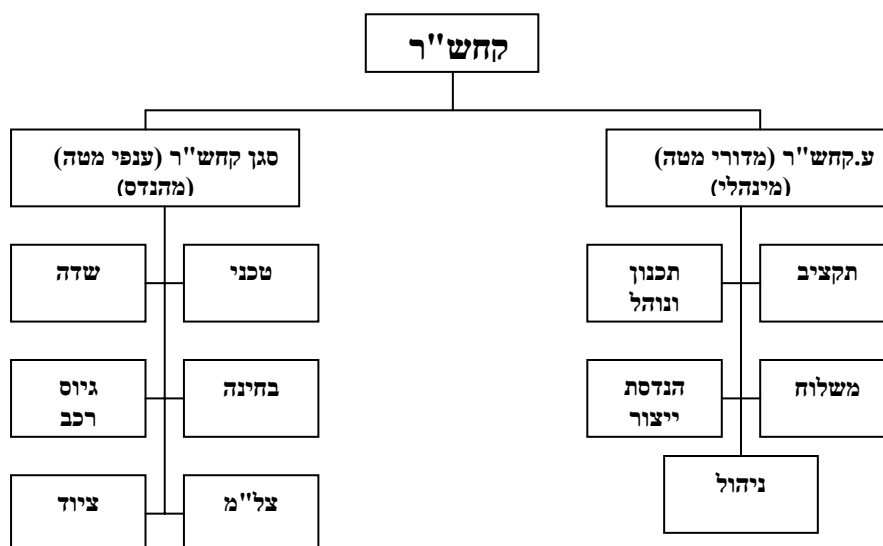 קחש"ר
ע.קחש"ר (מדורי מטה)
(מינהלי)
סגן קחש"ר (ענפי מטה)
(מהנדס)
תקציב
תכנון
ונוהל
טכני
שדה
משלוח
הנדסת
ייצור
בחינה
גיוס
רכב
ניהול
צל"מ
ציוד